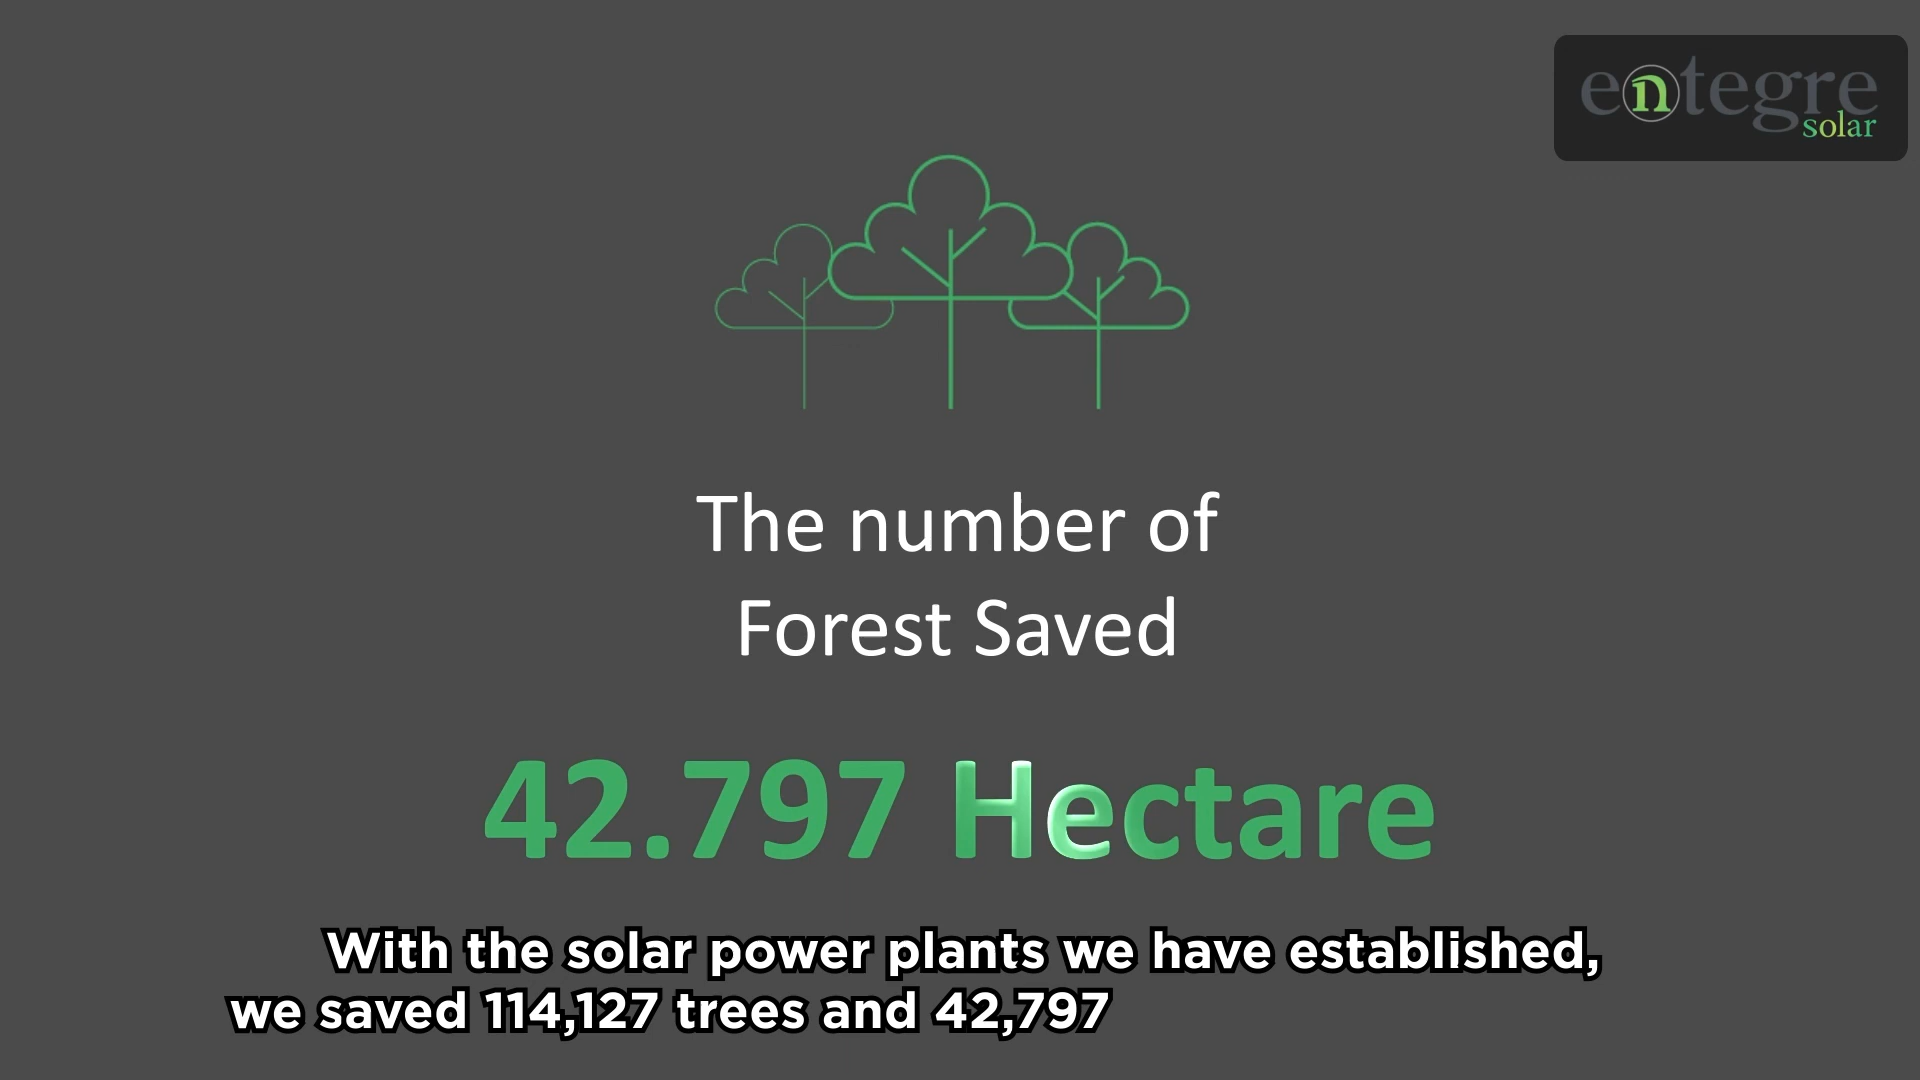 entegre
solar
The number of
Forest Saved
42.797 Hectare
With the solar power plants we have established,
we saved 114,127 trees and 42,797